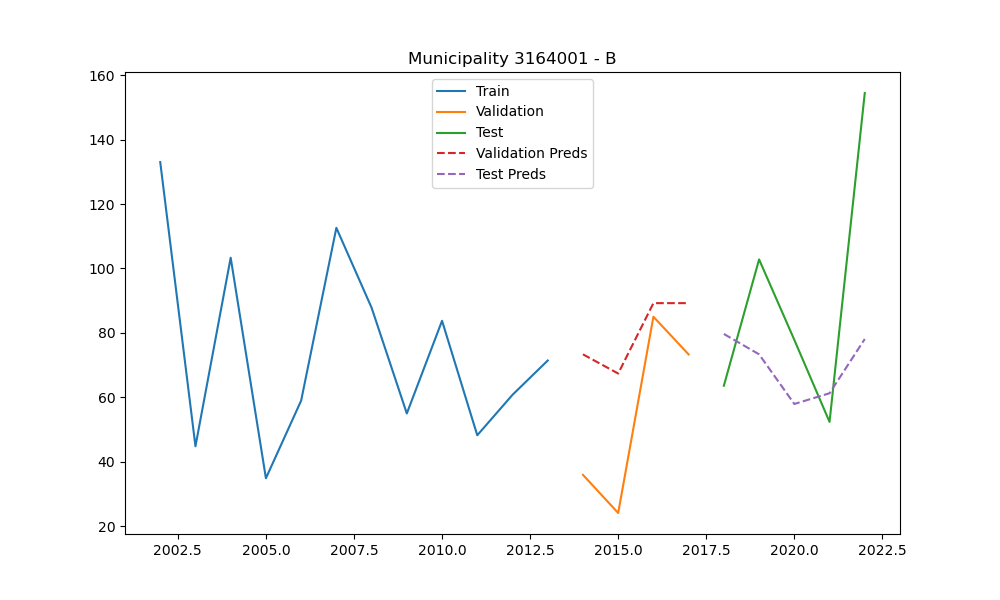 Municipality 3164001 - B
160
140
120
100
80
60
40
20
Train
Validation
Test
Validation Preds
Test Preds
2002.5 2005.0 2007.5 2010.0 2012.5 2015.0 2017.5 2020.0 2022.5